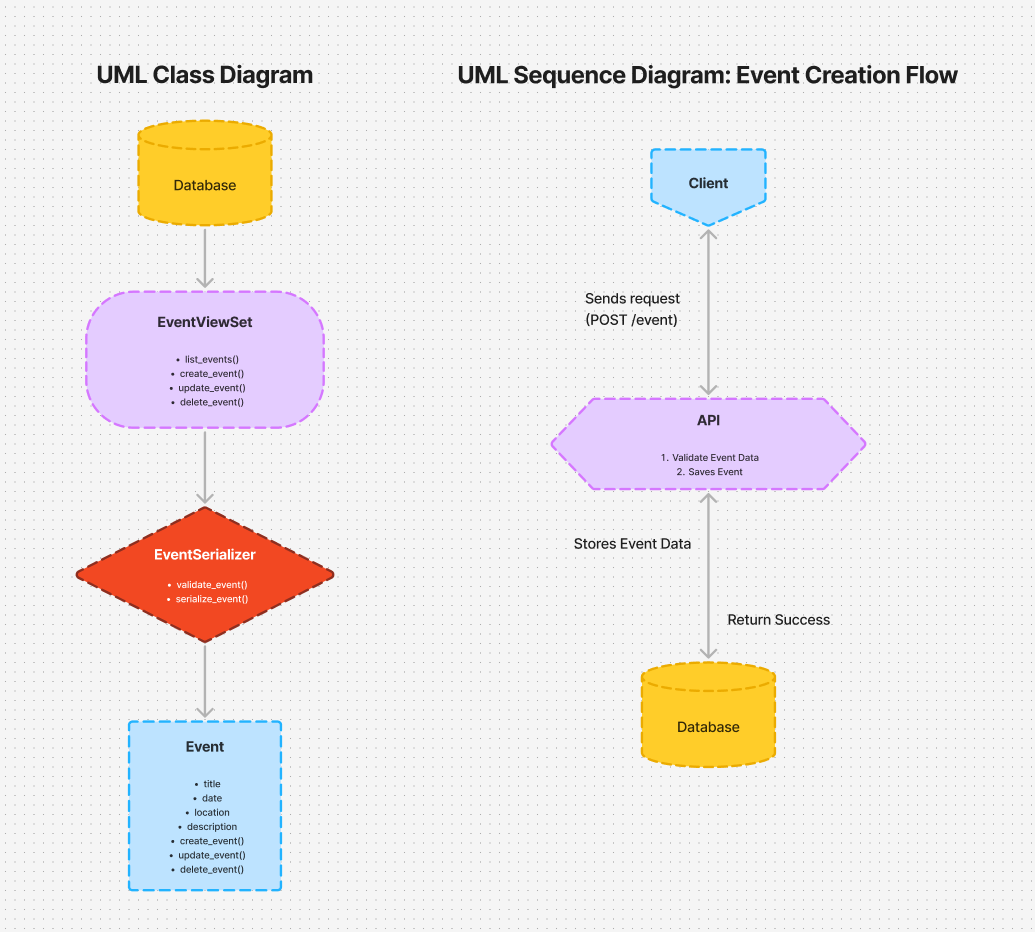 UML Class Diagram
Database
EventViewSet
• list_events()
• create_event()
• update_event()
• delete_event()
EventSerializer
• validate_event()
• serialize_event()
Event
• title
• date
• location
• description
• create_event()
• update_event()
• delete_event()
UML Sequence Diagram: Event Creation Flow
Client
Sends request
(POST /event)
API
1. Validate Event Data
2. Saves Event
Stores Event Data
Return Success
Database